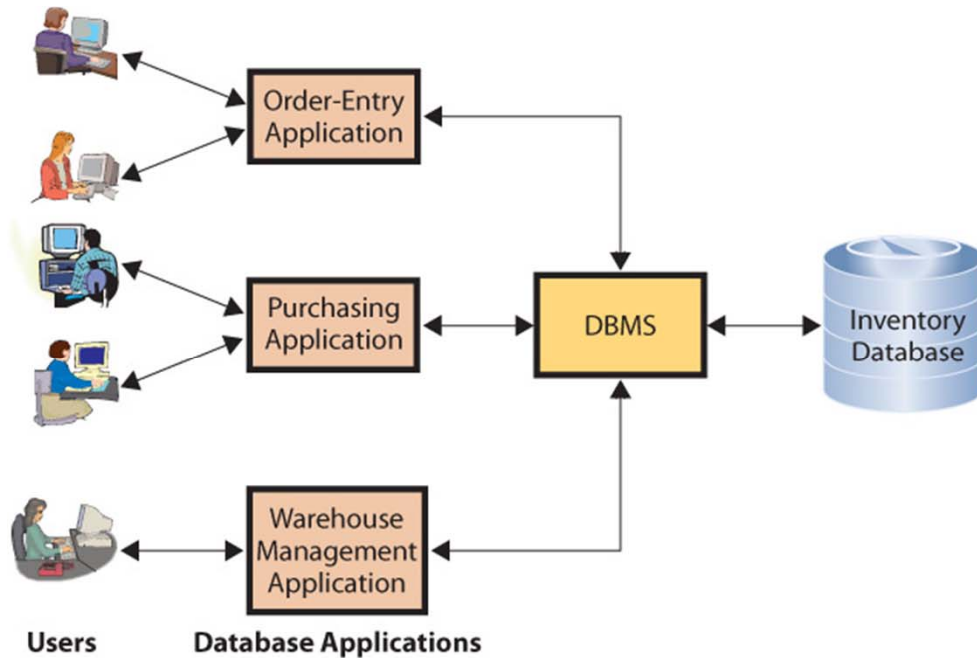 Order-Entry
Application
Purchasing
Application
DBMS
Inventory
Database
Warehouse
Management
Application
Users
Database Applications